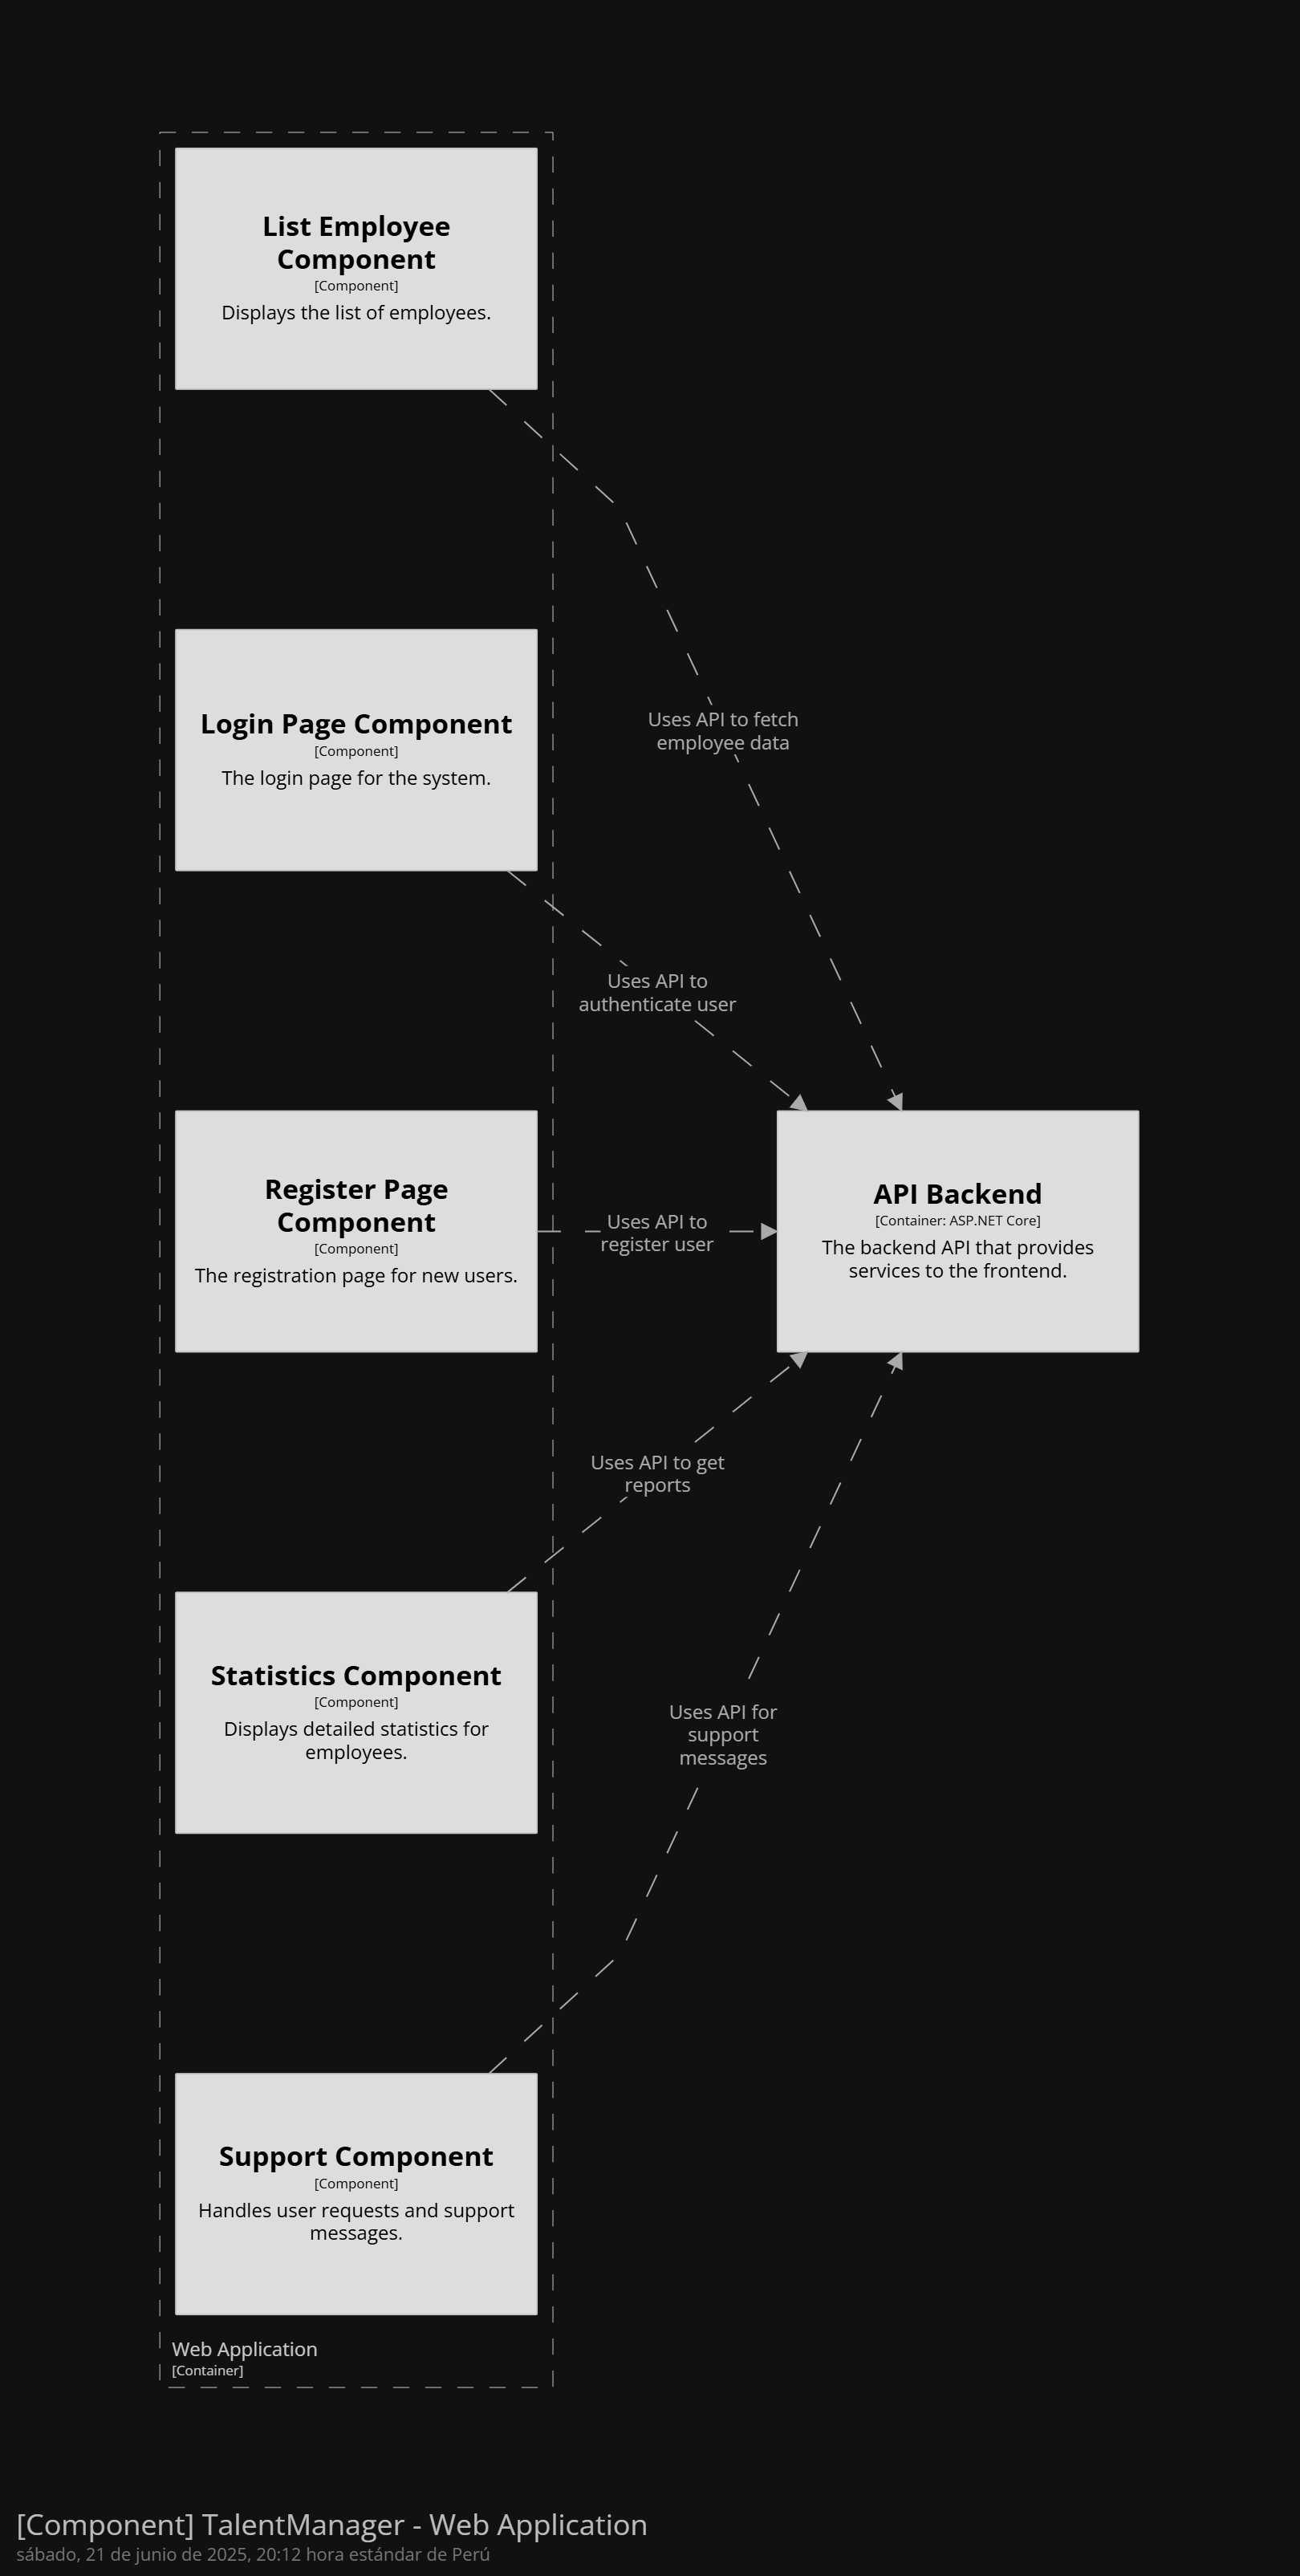 List Employee
Component
[Component]
Displays the list of employees.
Uses API to fetch
employee data
Login Page Component
[Component]
The login page for the system.
Uses API to
authenticate user
Register Page
Component
[Component]
The registration page for new users.
Uses API to
register user
API Backend
[Container: ASP.NET Core]
The backend API that provides
services to the frontend.
Uses API to get
reports
Statistics Component
[Component]
Displays detailed statistics for
employees.
Uses API for
support
messages
Support Component
[Component]
Handles user requests and support
messages.
Web Application
[Container]
[Component] TalentManager - Web Application
sábado, 21 de junio de 2025, 20:12 hora estándar de Perú